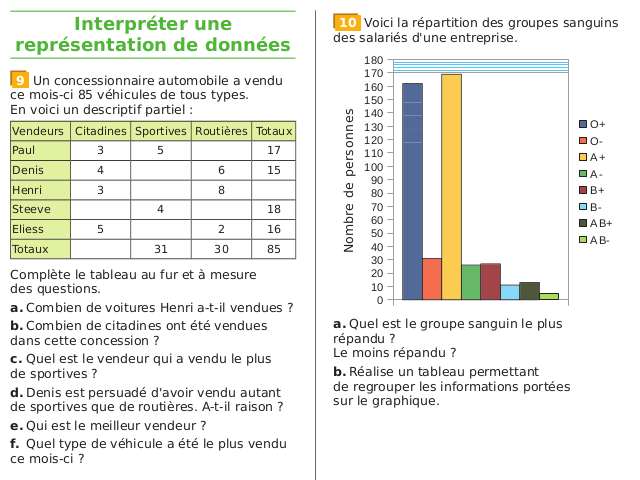 Interpréter une
représentation de données
9 Un concessionnaire automobile a vendu
ce mois-ci 85 véhicules de tous types.
En voici un descriptif partiel :
Vendeurs Citadines Sportives Routières Totaux
Paul 3 5 17
Denis 4 6 15
Henri 3 8
Steeve 4 18
Eliess 5 2 16
Totaux 31 30 85
Complète le tableau au fur et à mesure
des questions.
a. Combien de voitures Henri a-t-il vendues ?
b. Combien de citadines ont été vendues
dans cette concession ?
c. Quel est le vendeur qui a vendu le plus
de sportives ?
d. Denis est persuadé d'avoir vendu autant
de sportives que de routières. A-t-il raison ?
e. Qui est le meilleur vendeur ?
f. Quel type de véhicule a été le plus vendu
ce mois-ci ?
10 Voici la répartition des groupes sanguins
des salariés d'une entreprise.
Nombre de personnes
180
170
160
150
140
130
120
110
100
90
80
70
60
50
40
30
20
10
0
O+
O-
A+
A-
B+
B-
AB+
AB-
a. Quel est le groupe sanguin le plus
répandu ?
Le moins répandu ?
b. Réalise un tableau permettant
de regrouper les informations portées
sur le graphique.